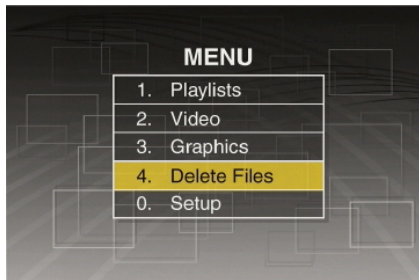 MENU
1. Playlists
2. Video
3. Graphics
4. Delete Files
0. Setup